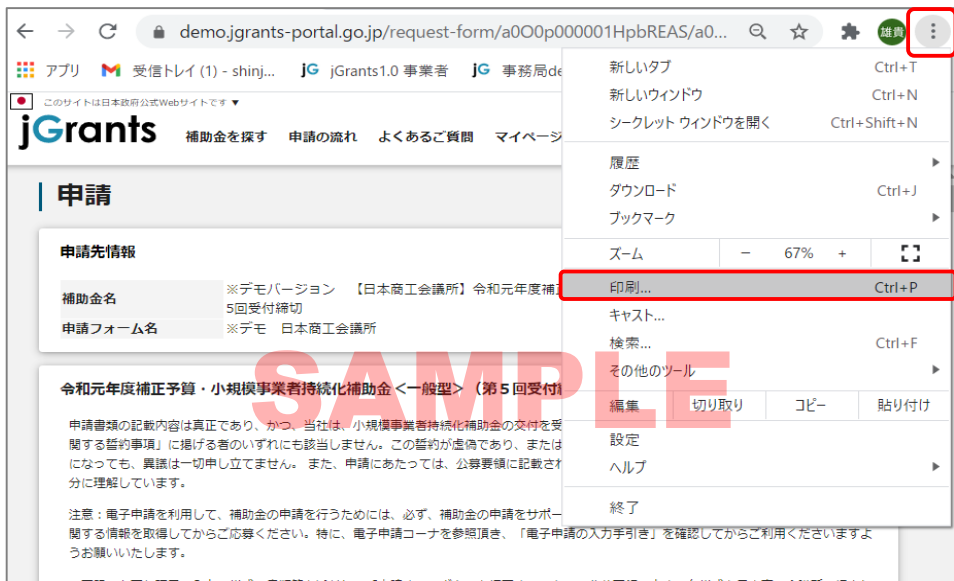 demo.jgrants-portal.go.jp/request-form/a0O0p000001HpbREAS/a0...
雄貴
アプリ
受信トレイ (1) - shinj...
jG jGrants1.0 事業者
jG 事務局de
このサイトは日本政府公式Webサイトです ▼
jGrants
補助金を探す 申請の流れ よくあるご質問 マイページ
申請
申請先情報
補助金名
※デモバージョン 【日本商工会議所】令和元年度補
5回受付締切
申請フォーム名
※デモ 日本商工会議所
令和元年度補正予算・小規模事業者持続化補助金＜一般型＞（第５回受付
申請書類の記載内容は真正であり、かつ、当社は、小規模事業者持続化補助金の交付を受
関する誓約事項」に掲げる者のいずれにも該当しません。この誓約が虚偽であり、または
になっても、異議は一切申し立てません。 また、申請にあたっては、公募要領に記載され
分に理解しています。
注意：電子申請を利用して、補助金の申請を行うためには、必ず、補助金の申請をサポー
関する情報を取得してからご応募ください。特に、電子申請コーナを参照頂き、「電子申請の入力手引き」を確認してからご利用くださいますよ
うお願いいたします。
新しいタブ Ctrl+T
新しいウィンドウ Ctrl+N
シークレット ウィンドウを開く Ctrl+Shift+N
履歴
ダウンロード Ctrl+J
ブックマーク
ズーム − 67% +
印刷... Ctrl+P
キャスト...
検索... Ctrl+F
その他のツール
編集 切り取り コピー 貼り付け
設定
ヘルプ
終了
SAMPLE